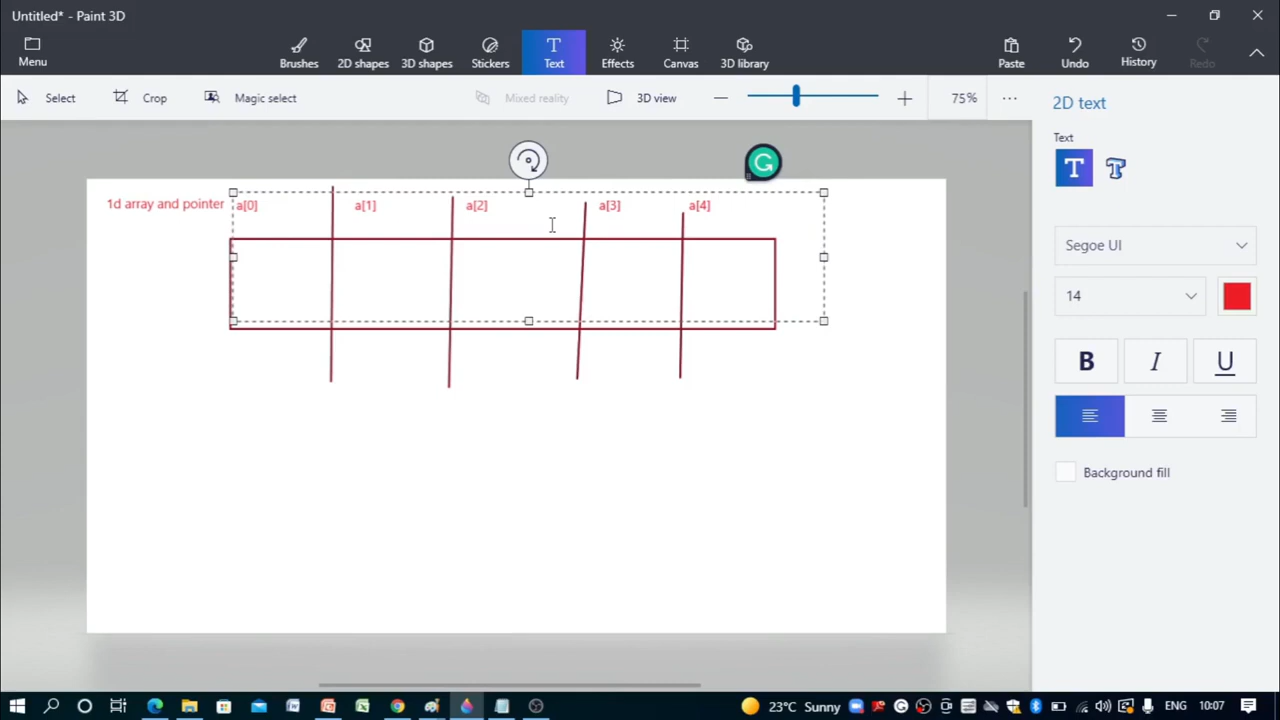 Untitled* - Paint 3D
Menu
Brushes
2D shapes
3D shapes
Stickers
Text
Effects
Canvas
3D library
Paste
Undo
History
Redo
Select
Crop
Magic select
Mixed reality
3D view
75%
2D text
Text
Segoe UI
14
B
I
U
Background fill
1d array and pointer
a[0] a[1] a[2] a[3] a[4]
23°C Sunny
ENG
10:07